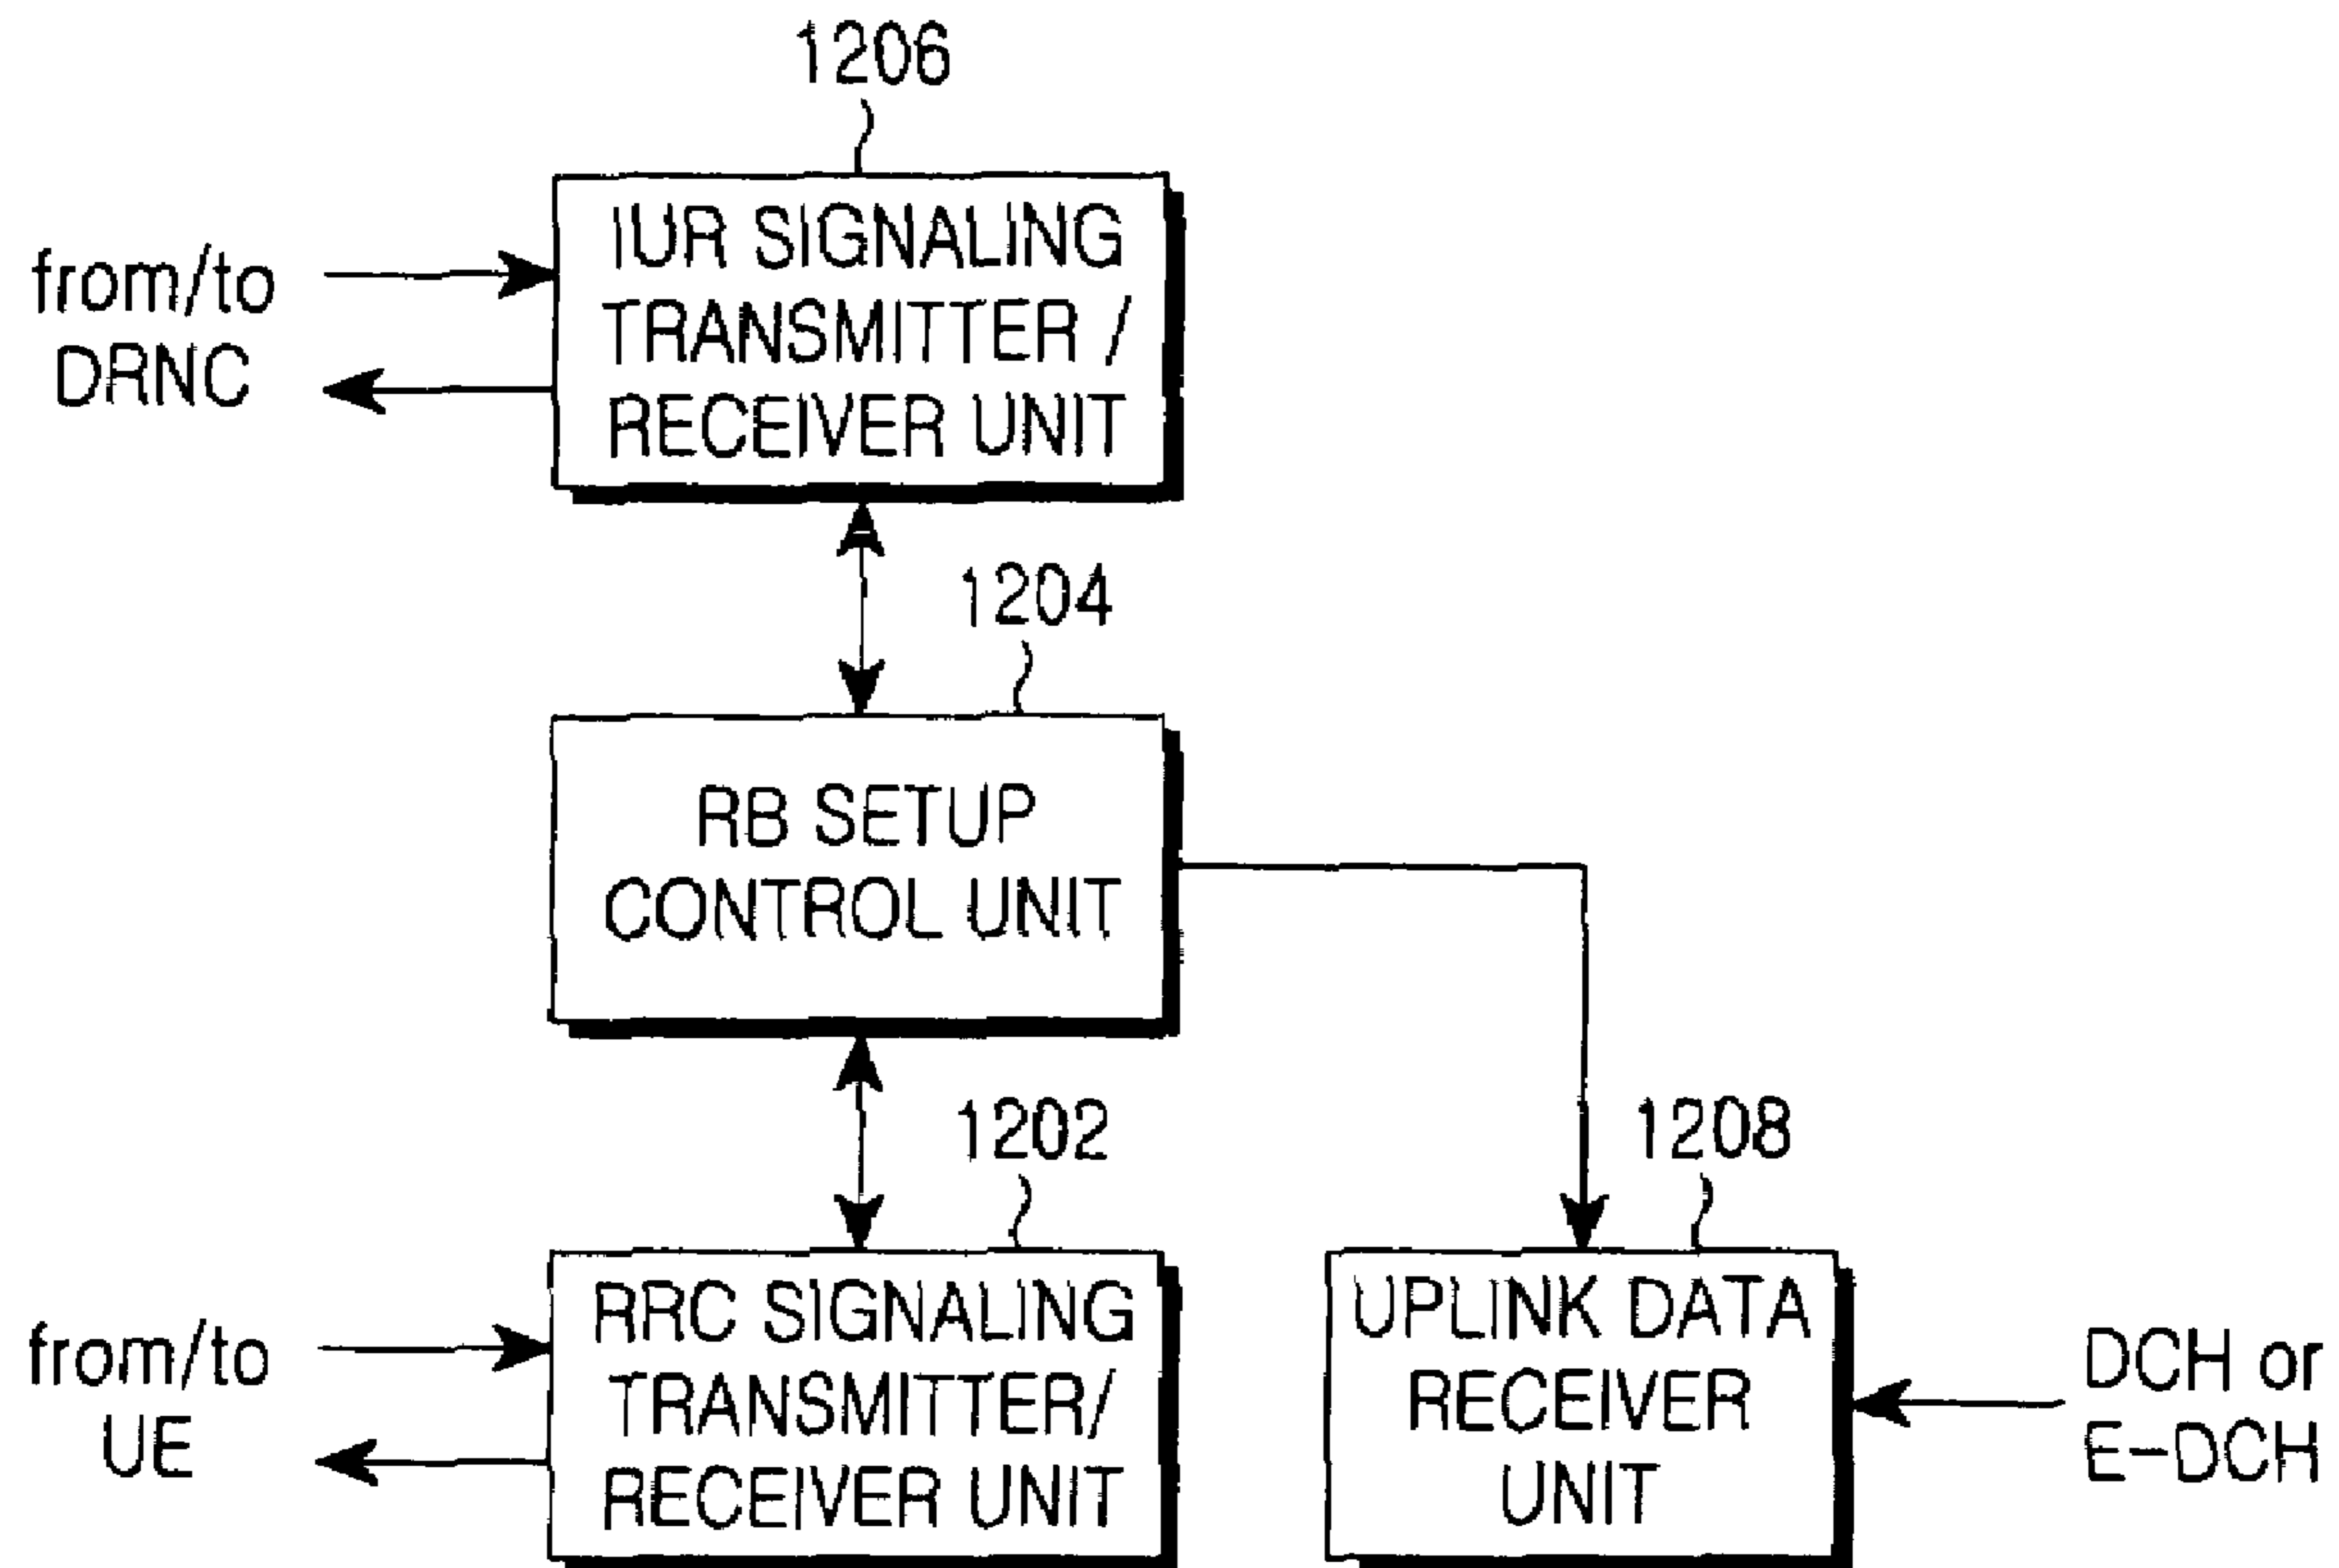 1206
from/to
DRNC
IUR SIGNALING
TRANSMITTER /
RECEIVER UNIT
1204
RB SETUP
CONTROL UNIT
1202
1208
from/to
UE
RRC SIGNALING
TRANSMITTER/
RECEIVER UNIT
UPLINK DATA
RECEIVER
UNIT
DCH or
E-DCH